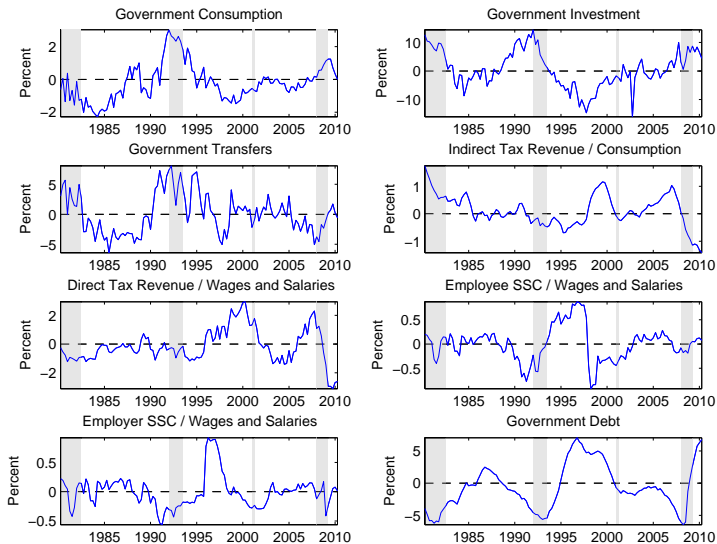 Government Consumption
Percent
2
0
−2
1985 1990 1995 2000 2005 2010
Government Investment
Percent
10
0
−10
1985 1990 1995 2000 2005 2010
Government Transfers
Percent
5
0
−5
1985 1990 1995 2000 2005 2010
Indirect Tax Revenue / Consumption
Percent
1
0
−1
1985 1990 1995 2000 2005 2010
Direct Tax Revenue / Wages and Salaries
Percent
2
0
−2
1985 1990 1995 2000 2005 2010
Employee SSC / Wages and Salaries
Percent
0.5
0
−0.5
1985 1990 1995 2000 2005 2010
Employer SSC / Wages and Salaries
Percent
0.5
0
−0.5
1985 1990 1995 2000 2005 2010
Government Debt
Percent
5
0
−5
1985 1990 1995 2000 2005 2010